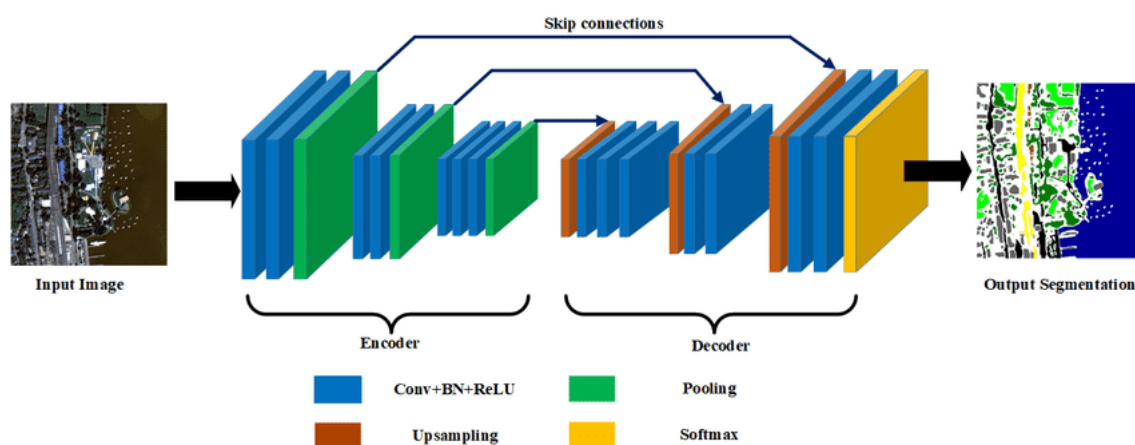 Skip connections
Input Image
Output Segmentation
Encoder
Decoder
Conv+BN+ReLU
Pooling
Upsampling
Softmax